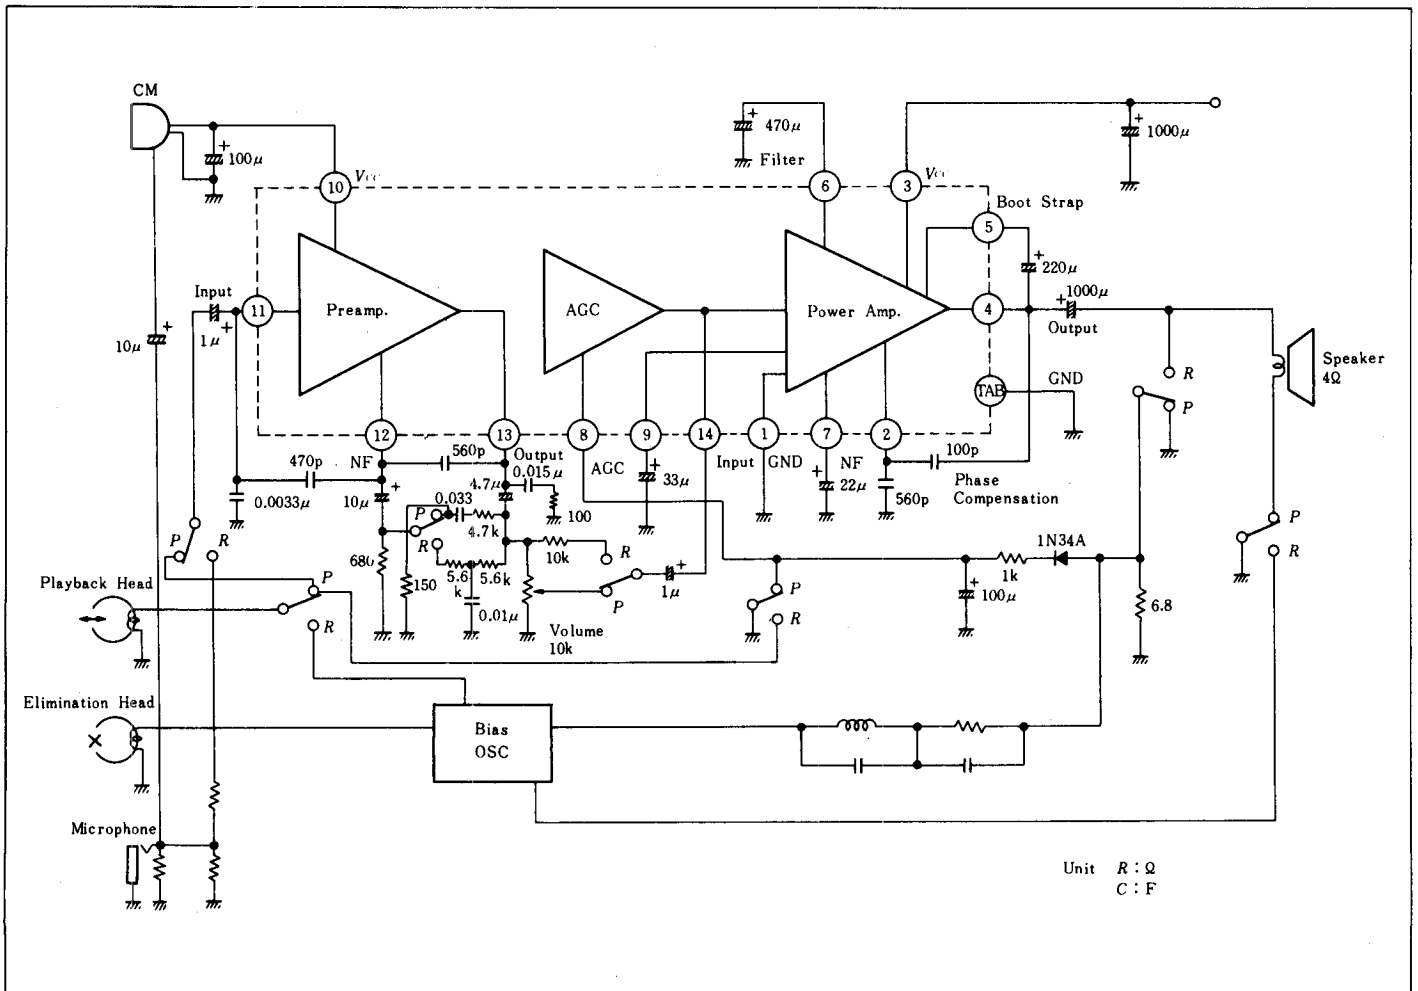 CM
+
100μ
10
Vcc
+
470μ
Filter
6
3
Vcc
+
1000μ
Boot Strap
5
+
220μ
Input
11
+
1μ
Preamp.
AGC
Power Amp.
4
1000μ
+
Output
+
10μ
TAB
GND
R
P
Speaker
4Ω
12
13
8
9
14
1
7
2
NF
560p
Output
AGC
+
33μ
Input
GND
+
NF
22μ
100p
Phase
Compensation
560p
470p
0.0033μ
10μ
+
4.7μ
0.015μ
100
P
0.033
4.7k
R
10k
R
5.6
k
5.6k
150
0.01μ
P
+
1μ
Volume
10k
P
R
1N34A
1k
+
100μ
6.8
P
R
P
R
Playback Head
P
R
Elimination Head
Bias
OSC
Microphone
Unit R : Ω
C : F